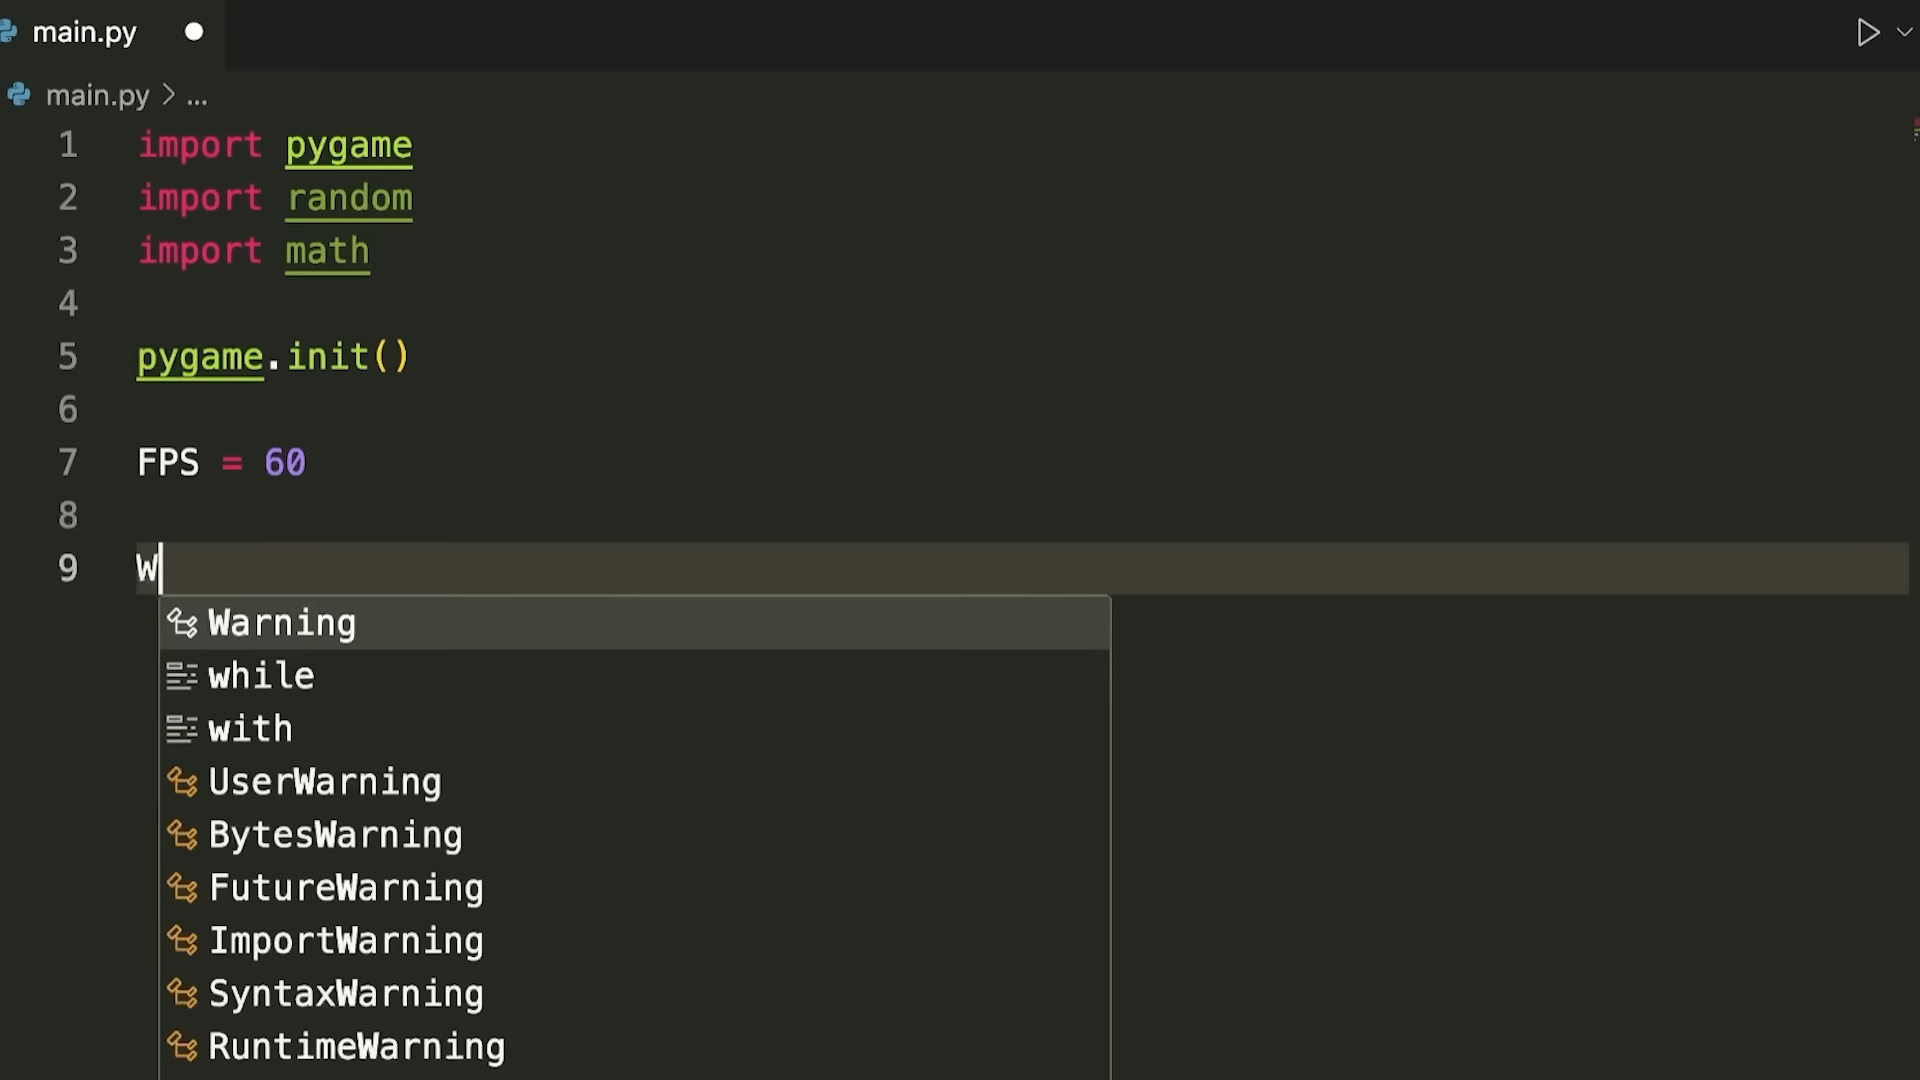 main.py
main.py > ...
1 import pygame
2 import random
3 import math
4
5 pygame.init()
6
7 FPS = 60
8
9 W
Warning
while
with
UserWarning
BytesWarning
FutureWarning
ImportWarning
SyntaxWarning
RuntimeWarning